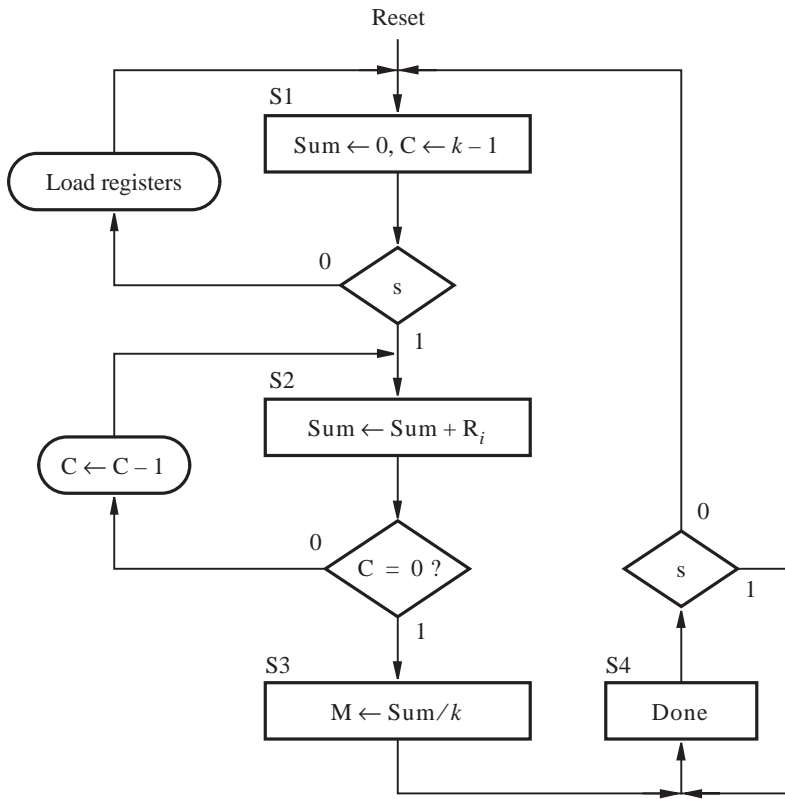 Reset
S1
Sum ← 0, C ← k – 1
Load registers
0
s
1
S2
Sum ← Sum + Rᵢ
C ← C – 1
0
C = 0 ?
1
0
s
1
S3
M ← Sum/k
S4
Done